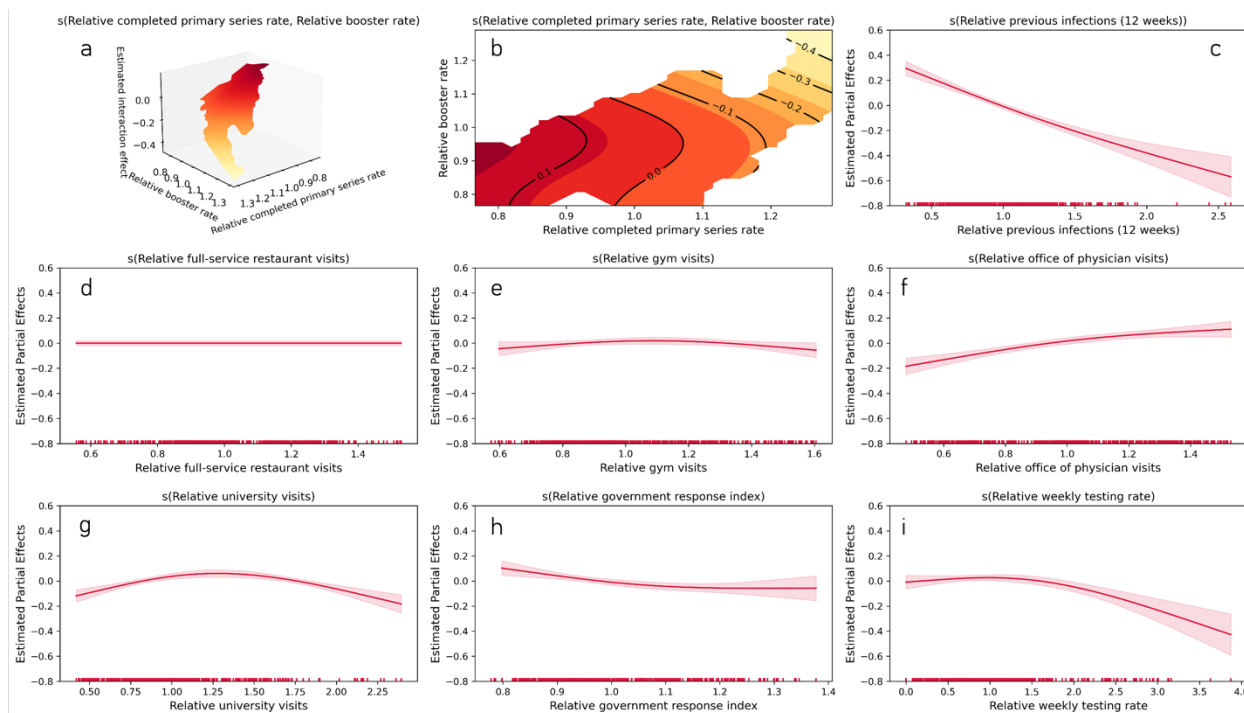 s(Relative completed primary series rate, Relative booster rate)
a
Estimated interaction effect
0.0
−0.2
−0.4
0.8
0.9
1.0
1.1
1.2
1.3
Relative booster rate
1.3
1.2
1.1
1.0
0.9
0.8
Relative completed primary series rate
s(Relative completed primary series rate, Relative booster rate)
b
Relative booster rate
1.2
1.1
1.0
0.9
0.8
0.1
0.0
−0.1
−0.2
−0.3
−0.4
0.8 0.9 1.0 1.1 1.2
Relative completed primary series rate
s(Relative previous infections (12 weeks))
c
Estimated Partial Effects
0.6
0.4
0.2
0.0
−0.2
−0.4
−0.6
−0.8
0.5 1.0 1.5 2.0 2.5
Relative previous infections (12 weeks)
s(Relative full-service restaurant visits)
d
Estimated Partial Effects
0.6
0.4
0.2
0.0
−0.2
−0.4
−0.6
−0.8
0.6 0.8 1.0 1.2 1.4
Relative full-service restaurant visits
s(Relative gym visits)
e
Estimated Partial Effects
0.6
0.4
0.2
0.0
−0.2
−0.4
−0.6
−0.8
0.6 0.8 1.0 1.2 1.4 1.6
Relative gym visits
s(Relative office of physician visits)
f
Estimated Partial Effects
0.6
0.4
0.2
0.0
−0.2
−0.4
−0.6
−0.8
0.6 0.8 1.0 1.2 1.4
Relative office of physician visits
s(Relative university visits)
g
Estimated Partial Effects
0.6
0.4
0.2
0.0
−0.2
−0.4
−0.6
−0.8
0.50 0.75 1.00 1.25 1.50 1.75 2.00 2.25
Relative university visits
s(Relative government response index)
h
Estimated Partial Effects
0.6
0.4
0.2
0.0
−0.2
−0.4
−0.6
−0.8
0.8 0.9 1.0 1.1 1.2 1.3 1.4
Relative government response index
s(Relative weekly testing rate)
i
Estimated Partial Effects
0.6
0.4
0.2
0.0
−0.2
−0.4
−0.6
−0.8
0.0 0.5 1.0 1.5 2.0 2.5 3.0 3.5 4.0
Relative weekly testing rate